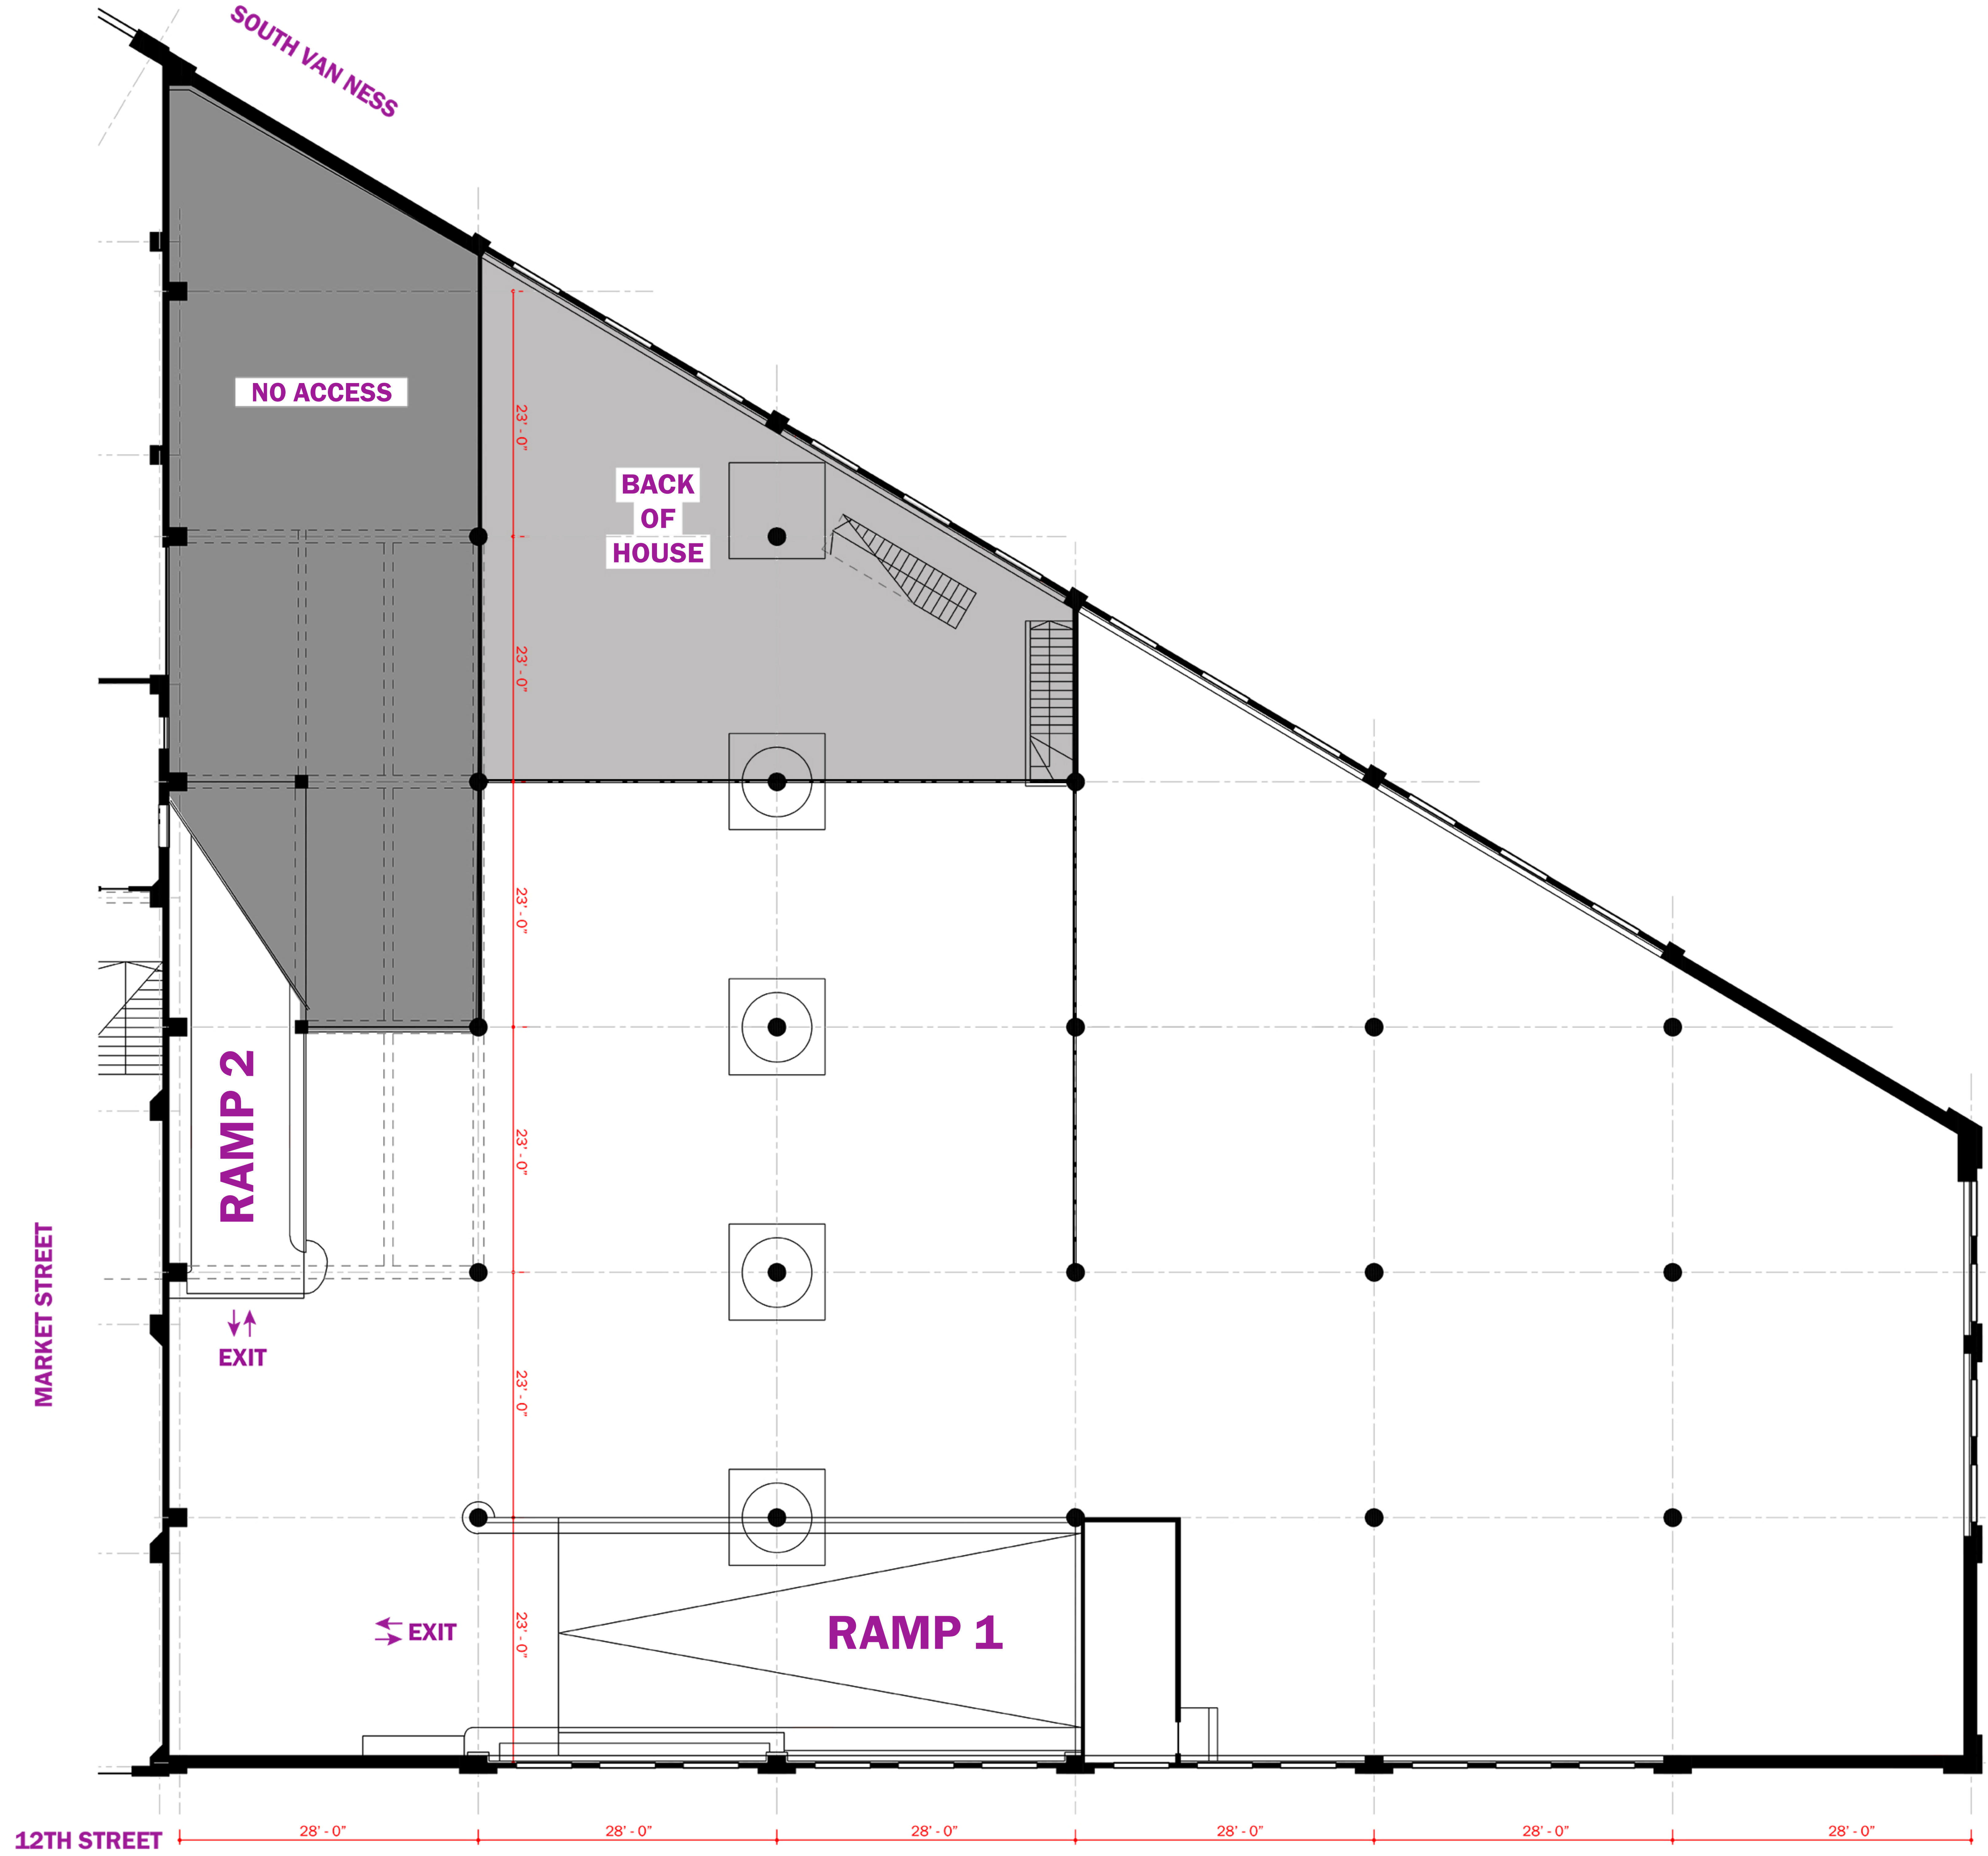 SOUTH VAN NESS
NO ACCESS
23' - 0"
BACK
OF
HOUSE
23' - 0"
23' - 0"
RAMP 2
23' - 0"
MARKET STREET
EXIT
23' - 0"
EXIT
RAMP 1
23' - 0"
12TH STREET
28' - 0"
28' - 0"
28' - 0"
28' - 0"
28' - 0"
28' - 0"